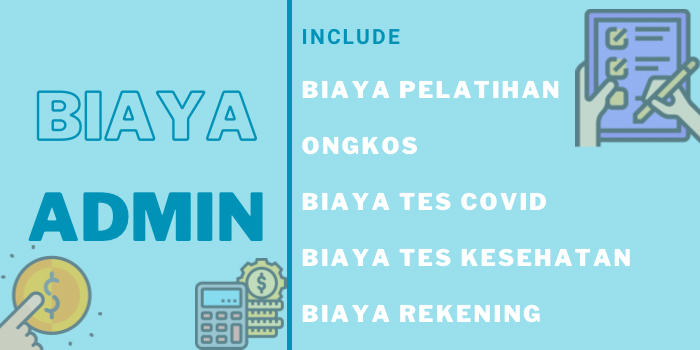 BIAYA
ADMIN
INCLUDE
BIAYA PELATIHAN
ONGKOS
BIAYA TES COVID
BIAYA TES KESEHATAN
BIAYA REKENING